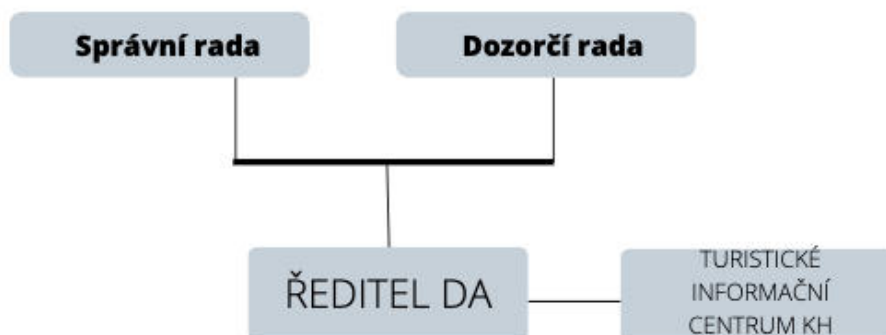 Správní rada
Dozorčí rada
ŘEDITEL DA
TURISTICKÉ
INFORMAČNÍ
CENTRUM KH